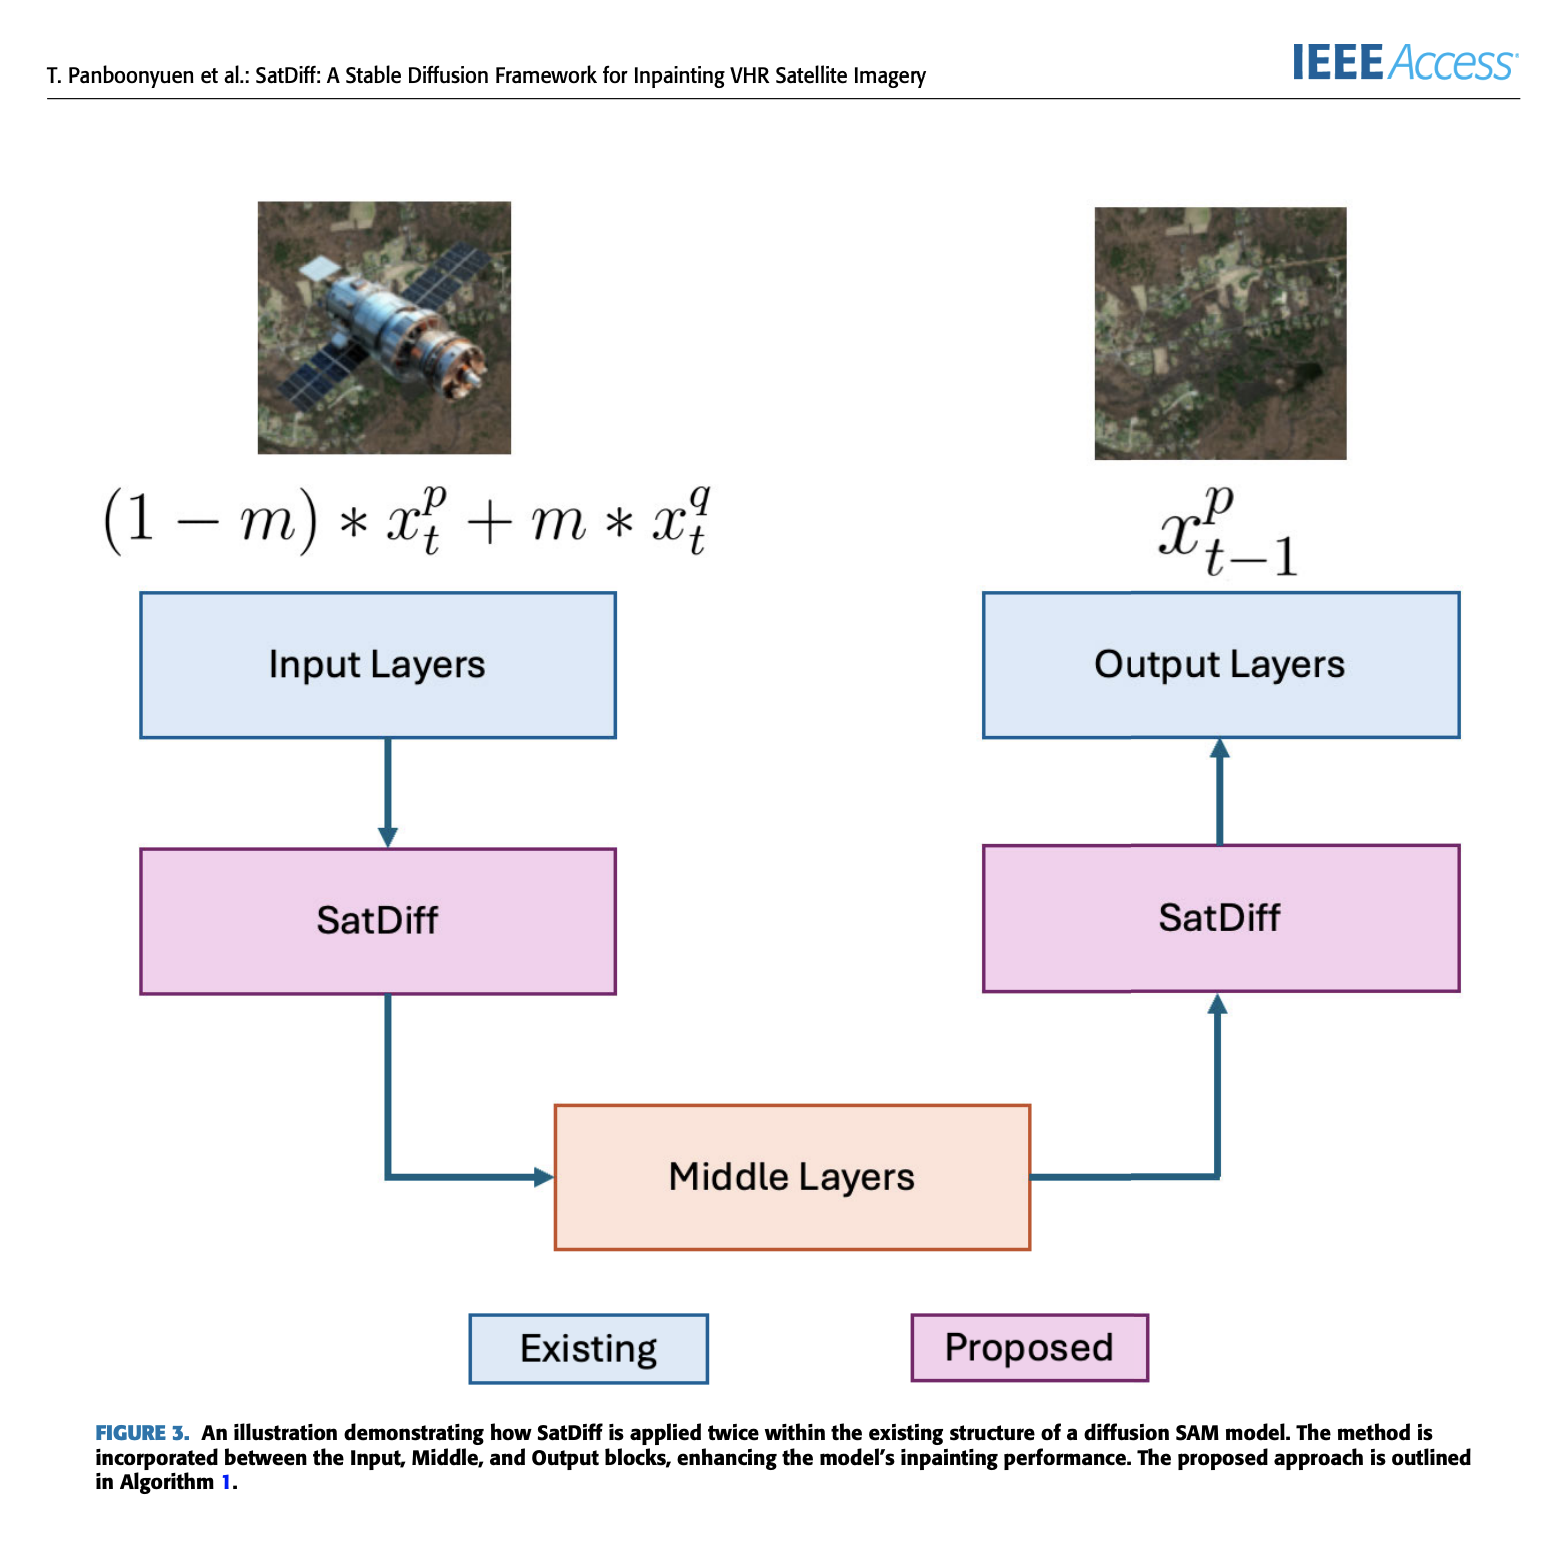 T. Panboonyuen et al.: SatDiff: A Stable Diffusion Framework for Inpainting VHR Satellite Imagery
IEEE Access
(1 − m) ∗ x_t^p + m ∗ x_t^q
x_{t−1}^p
Input Layers
Output Layers
SatDiff
SatDiff
Middle Layers
Existing
Proposed
FIGURE 3. An illustration demonstrating how SatDiff is applied twice within the existing structure of a diffusion SAM model. The method is
incorporated between the Input, Middle, and Output blocks, enhancing the model’s inpainting performance. The proposed approach is outlined
in Algorithm 1.